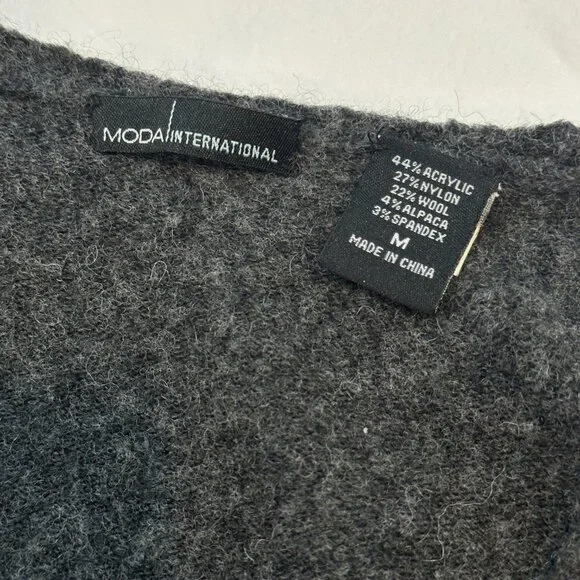 MODA INTERNATIONAL
44% ACRYLIC
27% NYLON
22% WOOL
4% ALPACA
3% SPANDEX
M
MADE IN CHINA